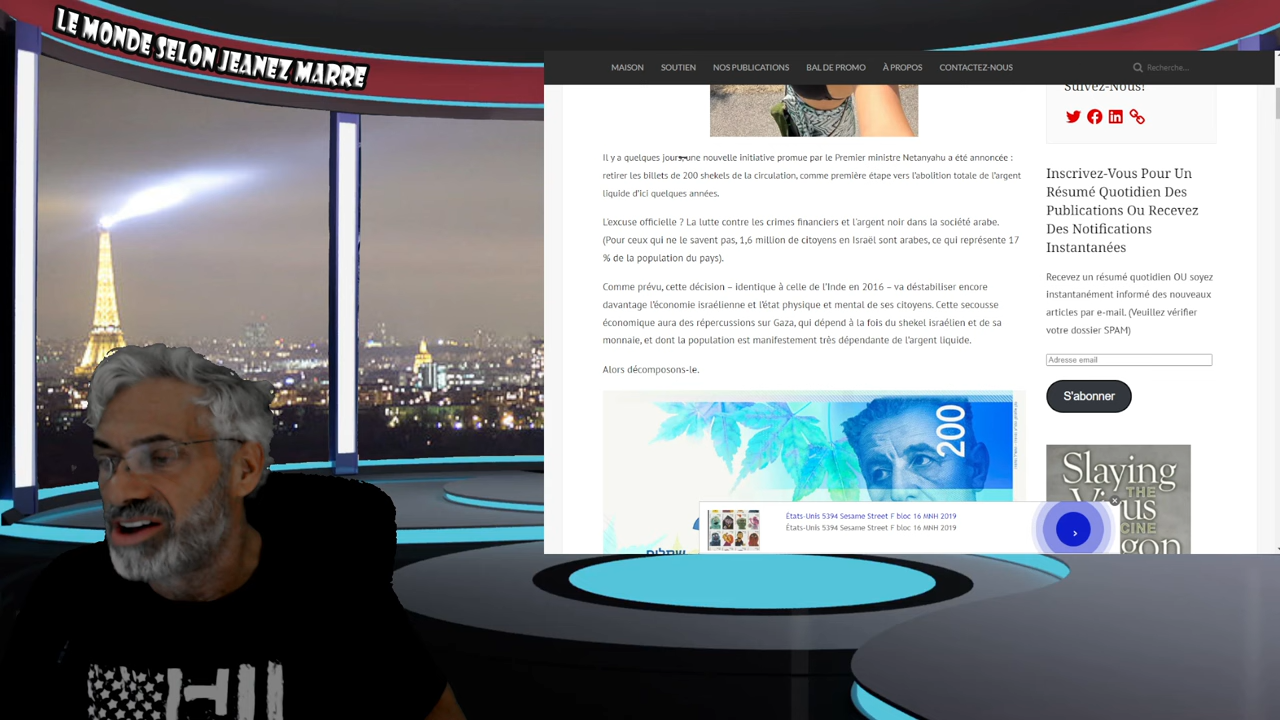 LE MONDE SELON JEANEZ MARRE
MAISON SOUTIEN NOS PUBLICATIONS BAL DE PROMO À PROPOS CONTACTEZ-NOUS Recherche...
Il y a quelques jours, une nouvelle initiative promue par le Premier ministre Netanyahu a été annoncée :
retirer les billets de 200 shekels de la circulation, comme première étape vers l'abolition totale de l'argent
liquide d'ici quelques années.
L'excuse officielle ? La lutte contre les crimes financiers et l'argent noir dans la société arabe.
(Pour ceux qui ne le savent pas, 1,6 million de citoyens en Israël sont arabes, ce qui représente 17
% de la population du pays).
Comme prévu, cette décision – identique à celle de l'Inde en 2016 – va déstabiliser encore
davantage l'économie israélienne et l'état physique et mental de ses citoyens. Cette secousse
économique aura des répercussions sur Gaza, qui dépend à la fois du shekel israélien et de sa
monnaie, et dont la population est manifestement très dépendante de l'argent liquide.
Alors décomposons-le.
200
שקלים
États-Unis 5394 Sesame Street F bloc 16 MNH 2019
États-Unis 5394 Sesame Street F bloc 16 MNH 2019
Suivez-Nous!
Inscrivez-Vous Pour Un
Résumé Quotidien Des
Publications Ou Recevez
Des Notifications
Instantanées
Recevez un résumé quotidien OU soyez
instantanément informé des nouveaux
articles par e-mail. (Veuillez vérifier
votre dossier SPAM)
Adresse email
S'abonner
Slaying
THE